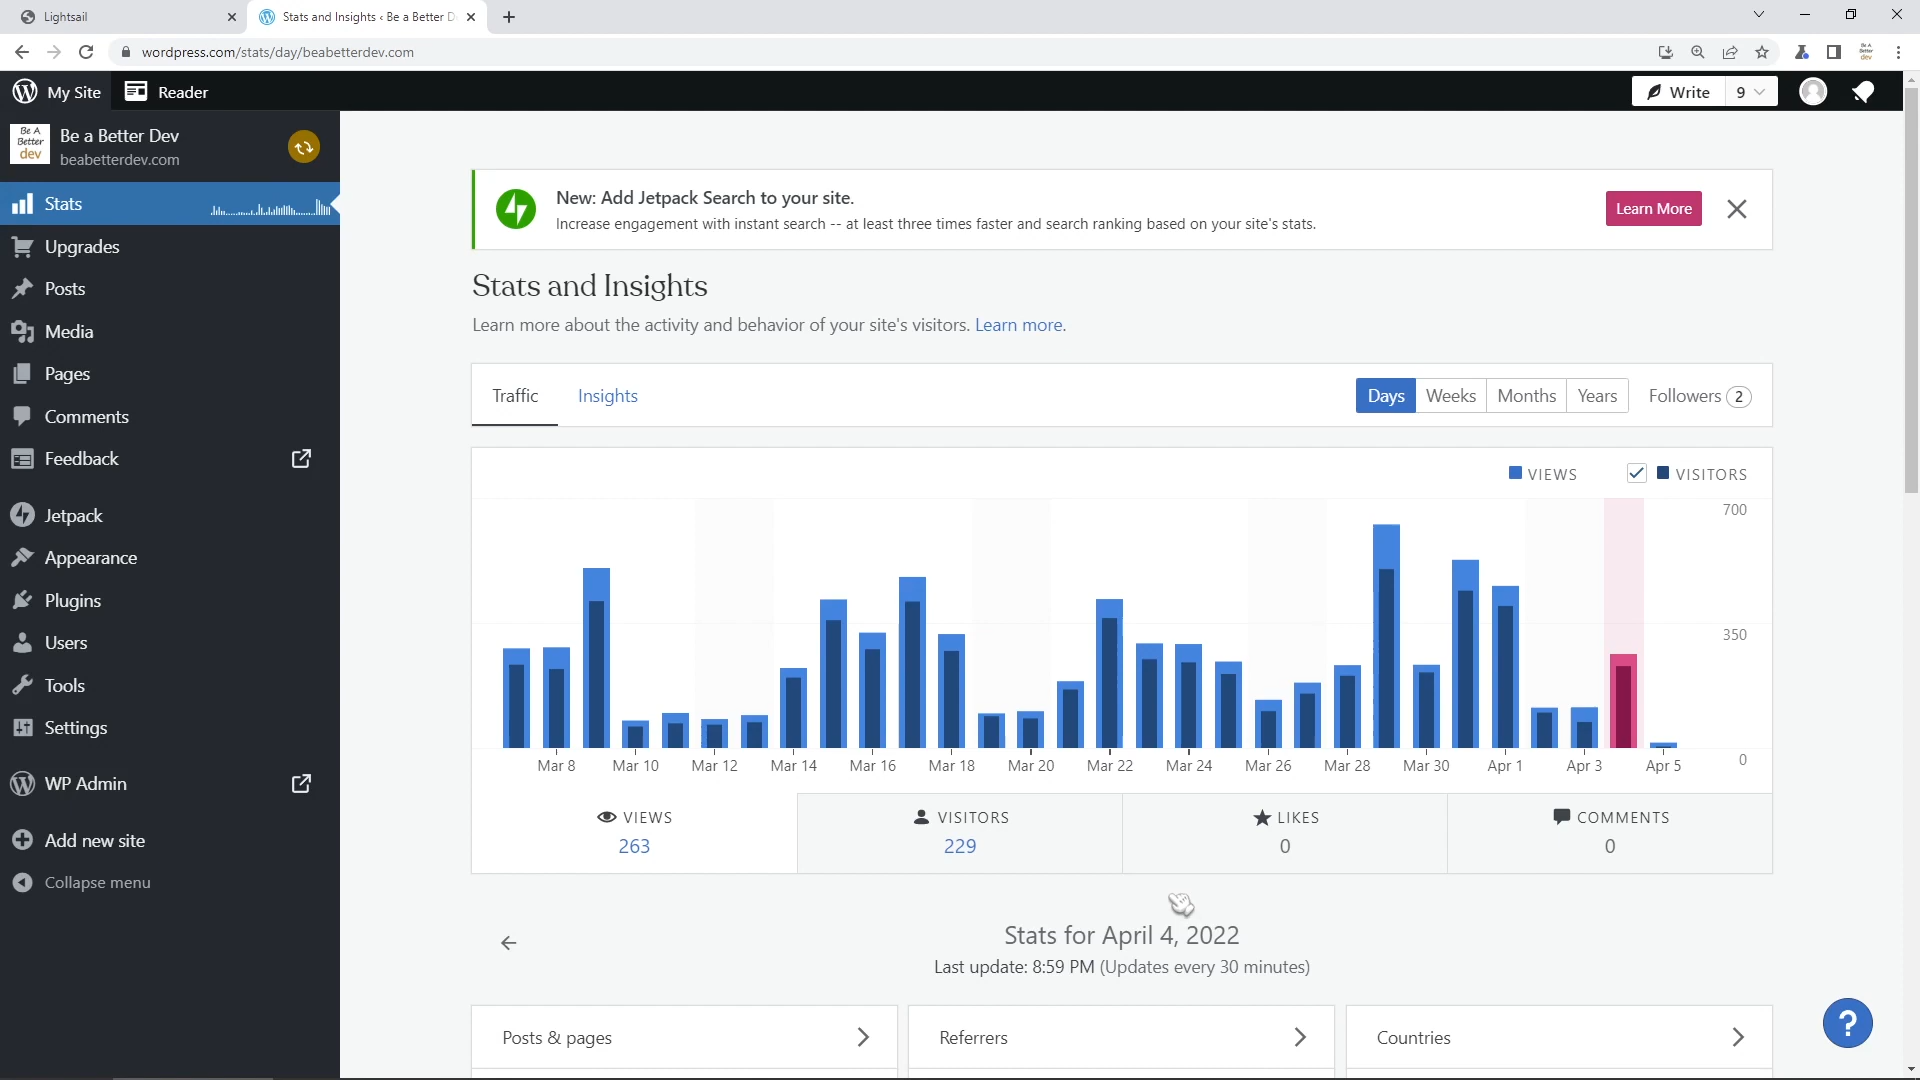 Lightsail
Stats and Insights ‹ Be a Better D
wordpress.com/stats/day/beabetterdev.com
My Site
Reader
Write
9
Be A Better dev
Be a Better Dev
beabetterdev.com
Stats
Upgrades
Posts
Media
Pages
Comments
Feedback
Jetpack
Appearance
Plugins
Users
Tools
Settings
WP Admin
Add new site
Collapse menu
New: Add Jetpack Search to your site.
Increase engagement with instant search -- at least three times faster and search ranking based on your site's stats.
Learn More
Stats and Insights
Learn more about the activity and behavior of your site's visitors. Learn more.
Traffic
Insights
Days
Weeks
Months
Years
Followers 2
VIEWS
VISITORS
700
350
0
Mar 8 Mar 10 Mar 12 Mar 14 Mar 16 Mar 18 Mar 20 Mar 22 Mar 24 Mar 26 Mar 28 Mar 30 Apr 1 Apr 3 Apr 5
VIEWS
263
VISITORS
229
LIKES
0
COMMENTS
0
Stats for April 4, 2022
Last update: 8:59 PM (Updates every 30 minutes)
Posts & pages
Referrers
Countries
?